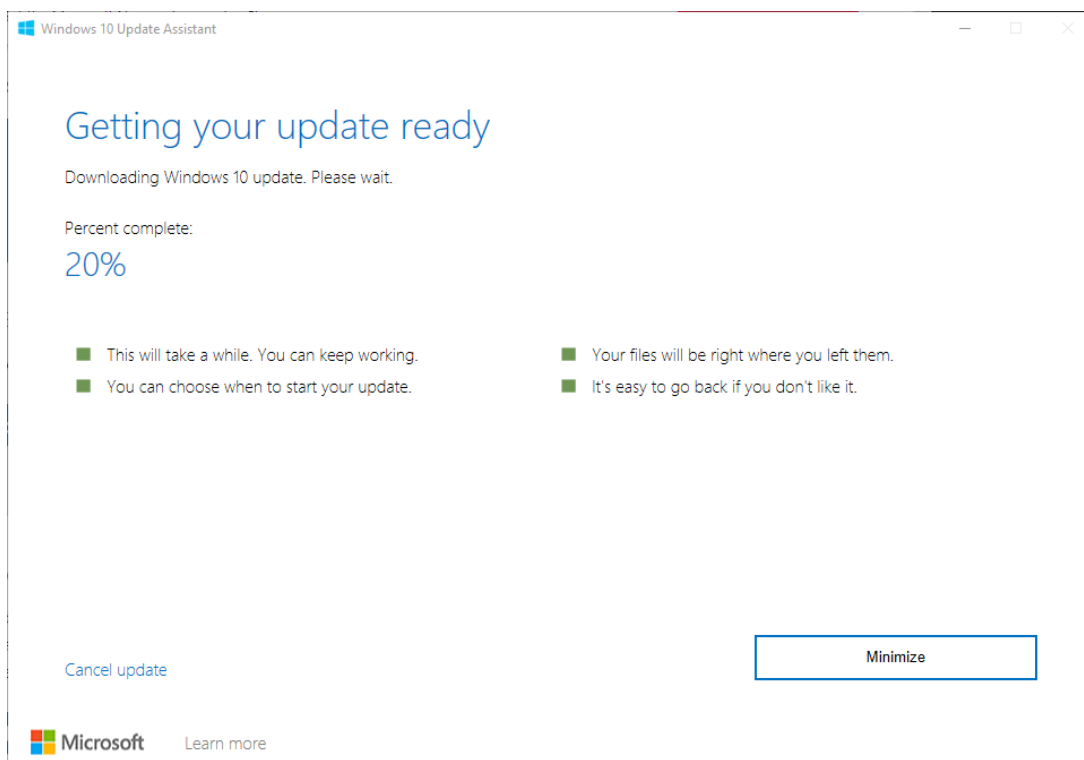 Windows 10 Update Assistant
Getting your update ready
Downloading Windows 10 update. Please wait.
Percent complete:
20%
This will take a while. You can keep working.
Your files will be right where you left them.
You can choose when to start your update.
It's easy to go back if you don't like it.
Minimize
Cancel update
Microsoft
Learn more